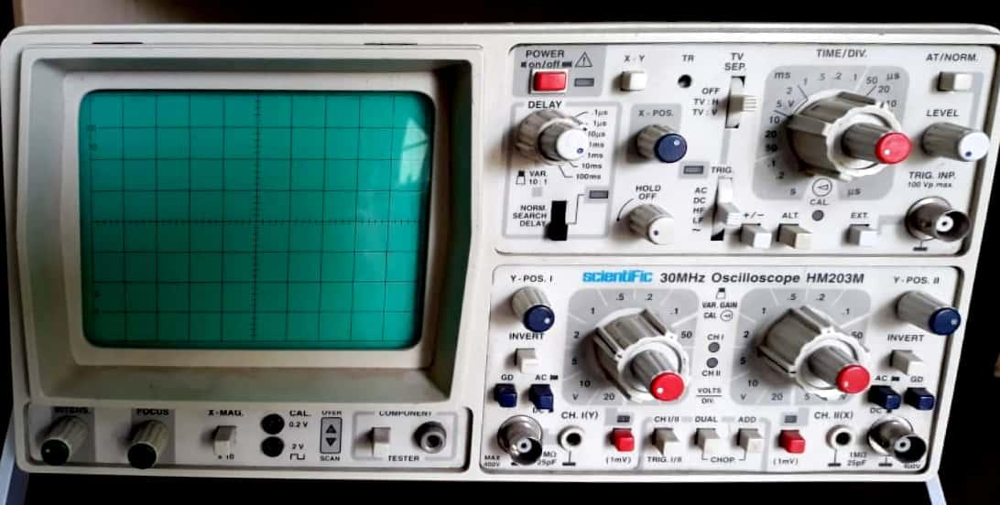 POWER
on/off
X-Y
TR
TV
SEP.
TIME/DIV.
AT/NORM.
OFF
TV:H
TV:V
ms
2
1
.5
.2
.1
50
µs
20
10
5
10
20
50
.1
.2
s
µs
CAL.
DELAY
.1µs
1µs
10µs
.1ms
1ms
10ms
100ms
VAR.
10:1
NORM.
SEARCH
DELAY
X-POS.
HOLD
OFF
TRIG.
AC
DC
HF
LF
~
+/−
ALT.
EXT.
LEVEL
TRIG. INP.
100 Vp max.
Y-POS. I
scientiFic 30MHz Oscilloscope HM203M
Y-POS. II
INVERT
GD
AC
DC
.5
.2
.1
50
1
2
5
10
V
20
VAR. GAIN
CAL
CH I
CH II
VOLTS
DIV.
.5
.2
.1
50
1
2
5
10
V
20
INVERT
AC
GD
DC
INTENS.
FOCUS
X-MAG.
x 10
CAL.
0.2 V
2 V
OVER
SCAN
COMPONENT
TESTER
CH. I(Y)
MAX
400V
1MΩ
25pF
(1mV)
CH I/II
TRIG. I/II
DUAL
ADD
CHOP.
(1mV)
CH. II(X)
1MΩ
25pF
400V